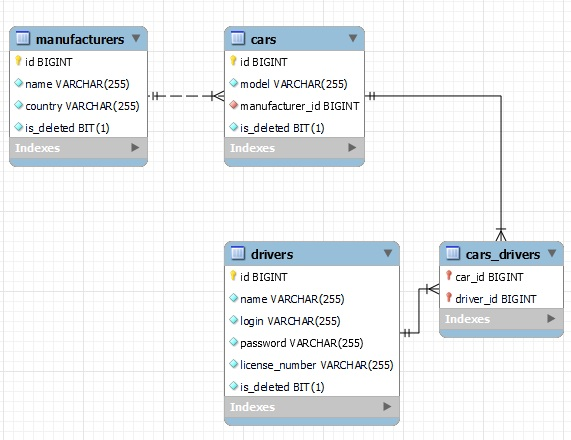 manufacturers
id BIGINT
name VARCHAR(255)
country VARCHAR(255)
is_deleted BIT(1)
Indexes
cars
id BIGINT
model VARCHAR(255)
manufacturer_id BIGINT
is_deleted BIT(1)
Indexes
drivers
id BIGINT
name VARCHAR(255)
login VARCHAR(255)
password VARCHAR(255)
license_number VARCHAR(255)
is_deleted BIT(1)
Indexes
cars_drivers
car_id BIGINT
driver_id BIGINT
Indexes